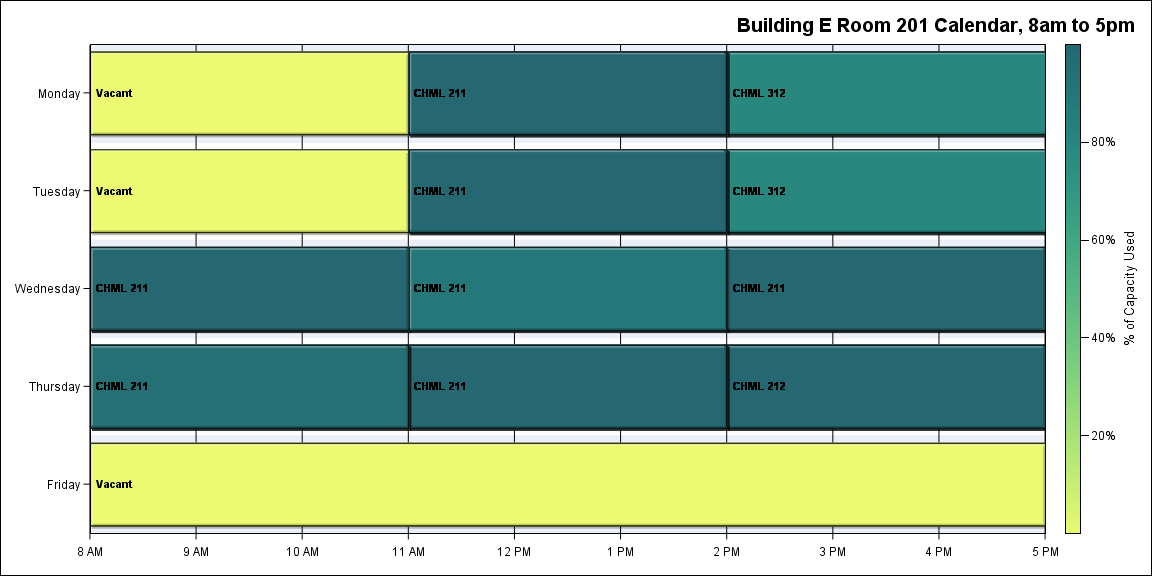 Building E Room 201 Calendar, 8am to 5pm
Monday
Vacant
CHML 211
CHML 312
Tuesday
Vacant
CHML 211
CHML 312
Wednesday
CHML 211
CHML 211
CHML 211
Thursday
CHML 211
CHML 211
CHML 212
Friday
Vacant
8 AM
9 AM
10 AM
11 AM
12 PM
1 PM
2 PM
3 PM
4 PM
5 PM
80%
60%
40%
20%
% of Capacity Used